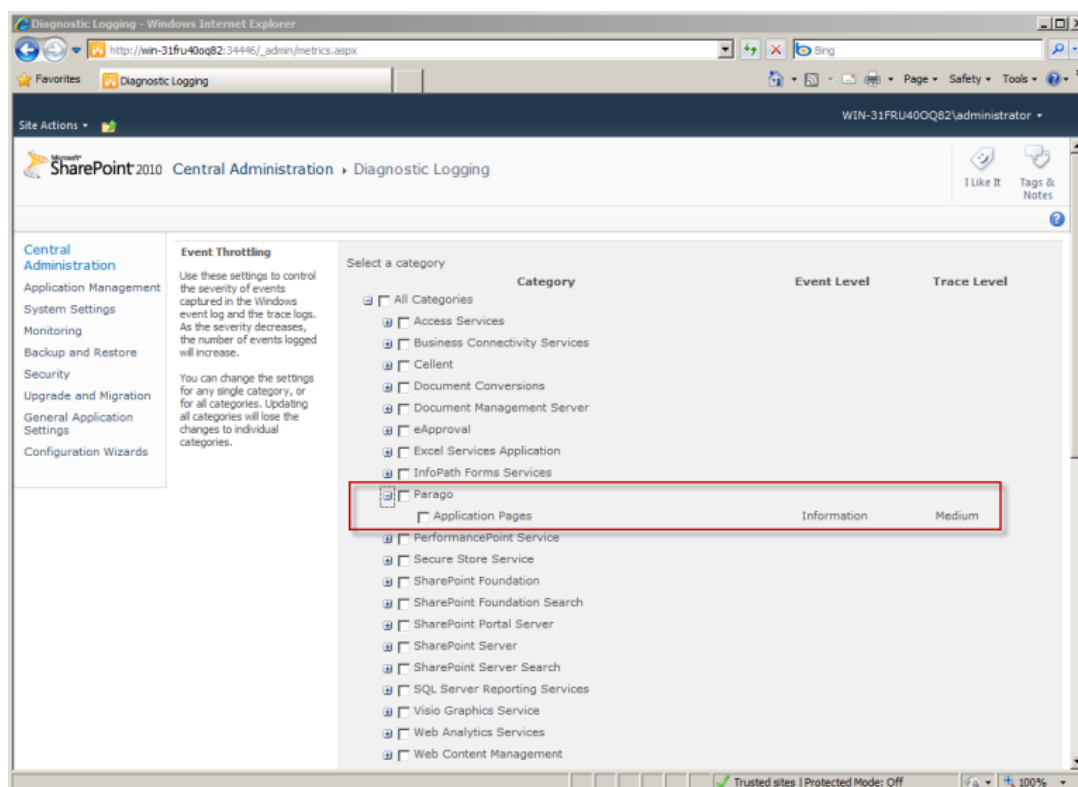 Diagnostic Logging - Windows Internet Explorer
http://win-31fru40oq82:34446/_admin/metrics.aspx
Bing
Favorites
Diagnostic Logging
Page
Safety
Tools
WIN-31FRU40OQ82\administrator
Site Actions
Microsoft
SharePoint 2010
Central Administration
Diagnostic Logging
I Like It
Tags &
Notes
Central
Administration
Application Management
System Settings
Monitoring
Backup and Restore
Security
Upgrade and Migration
General Application
Settings
Configuration Wizards
Event Throttling
Use these settings to control
the severity of events
captured in the Windows
event log and the trace logs.
As the severity decreases,
the number of events logged
will increase.
You can change the settings
for any single category, or
for all categories. Updating
all categories will lose the
changes to individual
categories.
Select a category
Category Event Level Trace Level
All Categories
Access Services
Business Connectivity Services
Cellent
Document Conversions
Document Management Server
eApproval
Excel Services Application
InfoPath Forms Services
Parago
Application Pages Information Medium
PerformancePoint Service
Secure Store Service
SharePoint Foundation
SharePoint Foundation Search
SharePoint Portal Server
SharePoint Server
SharePoint Server Search
SQL Server Reporting Services
Visio Graphics Service
Web Analytics Services
Web Content Management
Trusted sites | Protected Mode: Off
100%